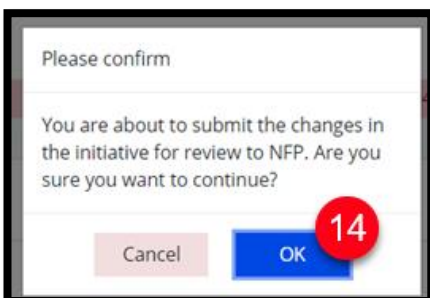 Please confirm
You are about to submit the changes in
the initiative for review to NFP. Are you
sure you want to continue?
14
Cancel OK